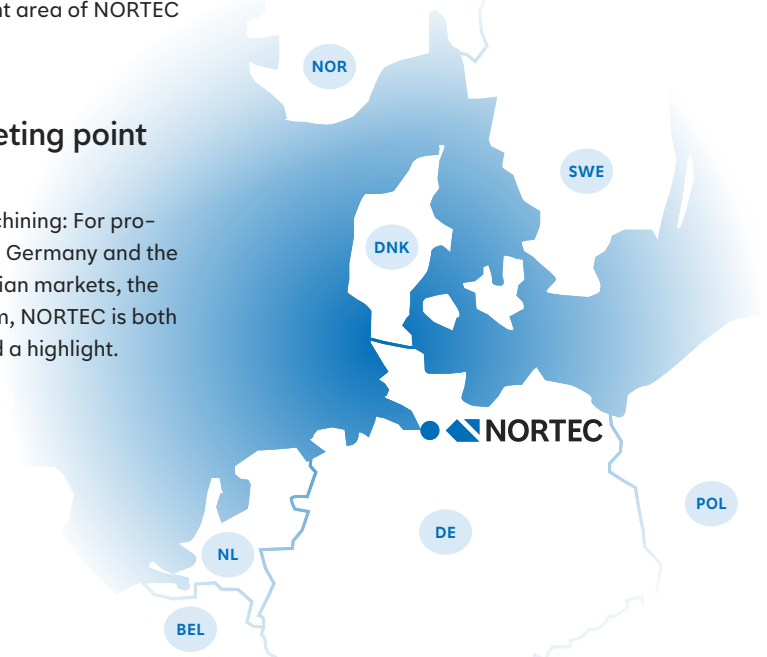 nt area of NORTEC
eting point
chining: For pro-
Germany and the
ian markets, the
m, NORTEC is both
d a highlight.
NOR
SWE
DNK
NORTEC
POL
DE
NL
BEL